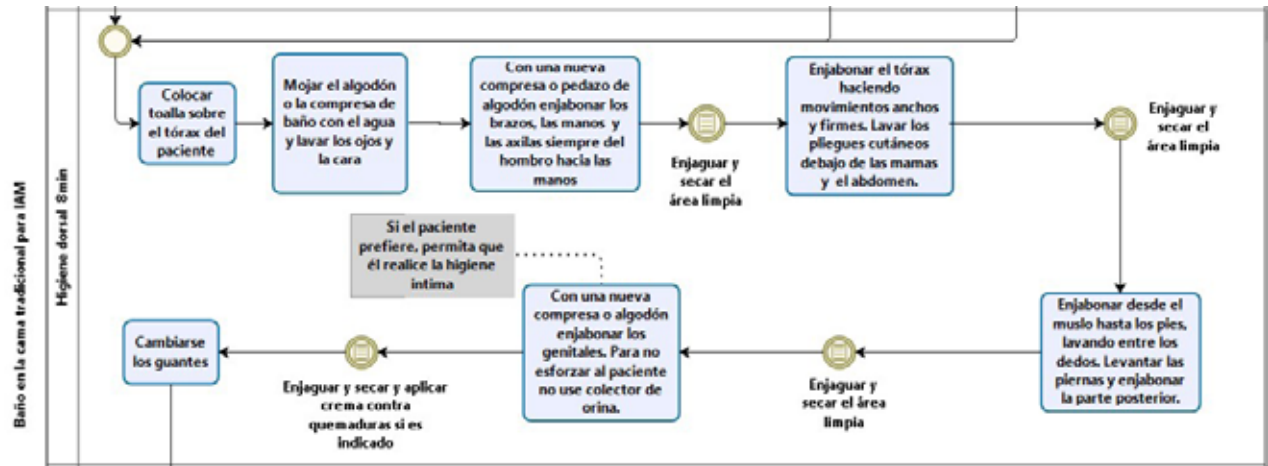 Baño en la cama tradicional para IAM
Higiene dorsal 8min
Colocar
toalla sobre
el tórax del
paciente
Mojar el algodón
o la compresa de
baño con el agua
y lavar los ojos y
la cara
Con una nueva
compresa o pedazo de
algodón enjabonar los
brazos, las manos y
las axilas siempre del
hombro hacia las
manos
Enjaguar y
secar el
área limpia
Enjabonar el tórax
haciendo
movimientos anchos
y firmes. Lavar los
pliegues cutáneos
debajo de las mamas
y el abdomen.
Enjaguar y
secar el
área limpia
Enjabonar desde el
muslo hasta los pies,
lavando entre los
dedos. Levantar las
piernas y enjabonar
la parte posterior.
Enjaguar y
secar el área
limpia
Con una nueva
compresa o algodón
enjabonar los
genitales. Para no
esforzar al paciente
no use colector de
orina.
Si el paciente
prefiere, permita que
él realice la higiene
intima
Enjaguar y secar y aplicar
crema contra
quemaduras si es
indicado
Cambiarse
los guantes